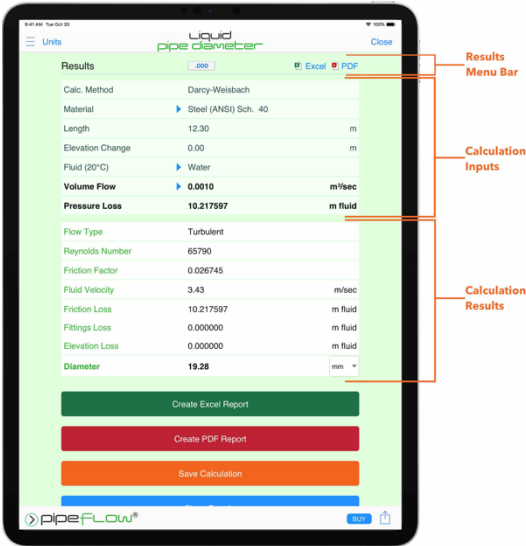 9:41 AM Tue Oct 30
100%
Units
Liquid
pipe diameter
Close
Results
.000
Excel
PDF
Results
Menu Bar
Calc. Method Darcy-Weisbach
Material Steel (ANSI) Sch. 40
Length 12.30 m
Elevation Change 0.00 m
Fluid (20°C) Water
Volume Flow 0.0010 m³/sec
Pressure Loss 10.217597 m fluid
Calculation
Inputs
Flow Type Turbulent
Reynolds Number 65790
Friction Factor 0.026745
Fluid Velocity 3.43 m/sec
Friction Loss 10.217597 m fluid
Fittings Loss 0.000000 m fluid
Elevation Loss 0.000000 m fluid
Diameter 19.28 mm
Calculation
Results
Create Excel Report
Create PDF Report
Save Calculation
pipeFLow®
BUY